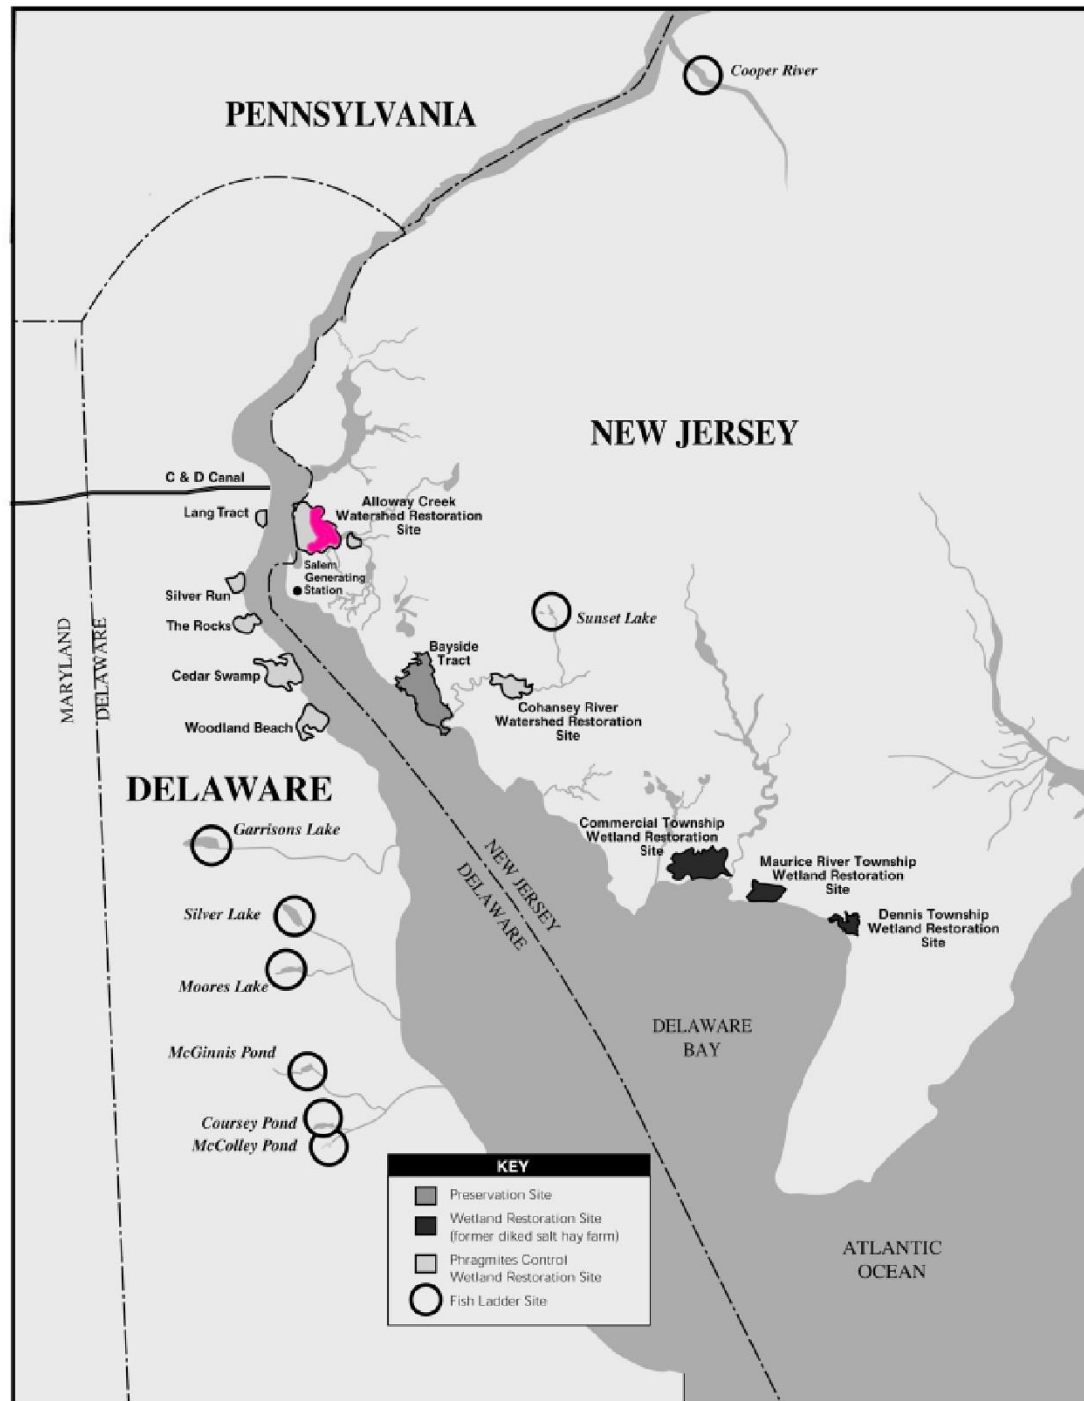 Cooper River
PENNSYLVANIA
NEW JERSEY
C & D Canal
Lang Tract
Alloway Creek
Watershed Restoration
Site
Salem
Generating
Station
Silver Run
The Rocks
Sunset Lake
MARYLAND
DELAWARE
Cedar Swamp
Bayside
Tract
Woodland Beach
Cohansey River
Watershed Restoration
Site
DELAWARE
Garrisons Lake
NEW JERSEY
DELAWARE
Commercial Township
Wetland Restoration
Site
Maurice River Township
Wetland Restoration
Site
Silver Lake
Dennis Township
Wetland Restoration
Site
Moores Lake
DELAWARE
BAY
McGinnis Pond
Coursey Pond
McColley Pond
KEY
Preservation Site
Wetland Restoration Site
(former diked salt hay farm)
Phragmites Control
Wetland Restoration Site
Fish Ladder Site
ATLANTIC
OCEAN